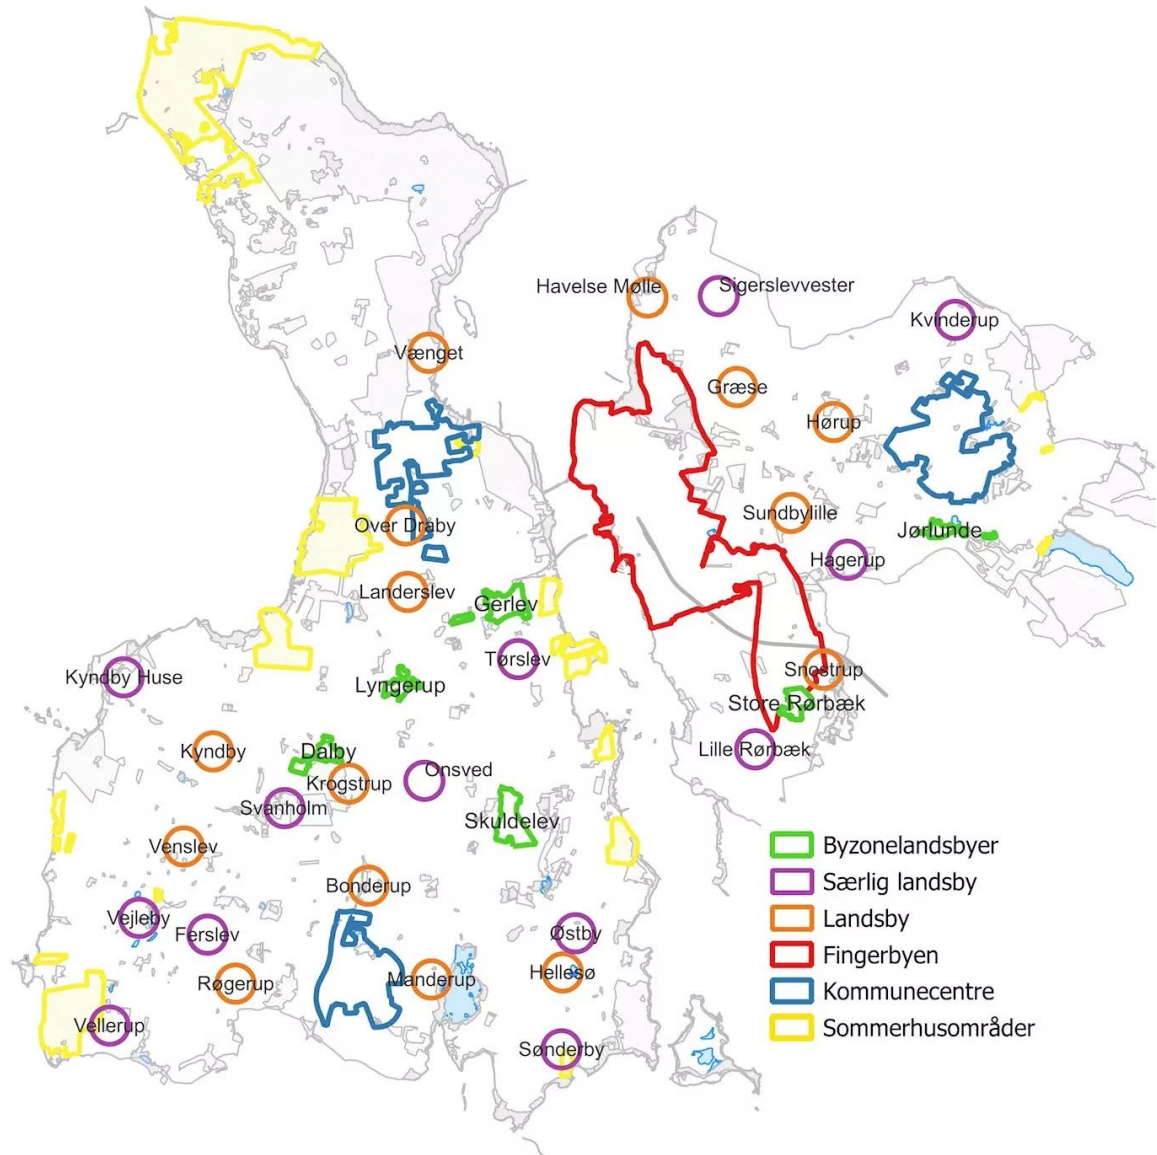 Havelse Mølle
Sigerslevvester
Kvinderup
Vænget
Græse
Hørup
Over Dråby
Sundbylille
Jørlunde
Hagerup
Landerslev
Gerlev
Tørslev
Kyndby Huse
Lyngerup
Snostrup
Store Rørbæk
Kyndby
Dalby
Lille Rørbæk
Krogstrup
Onsved
Svanholm
Skuldelev
Venslev
Bonderup
Vejleby
Ferslev
Østby
Røgerup
Manderup
Hellesø
Vellerup
Sønderby
Byzonelandsbyer
Særlig landsby
Landsby
Fingerbyen
Kommunecentre
Sommerhusområder